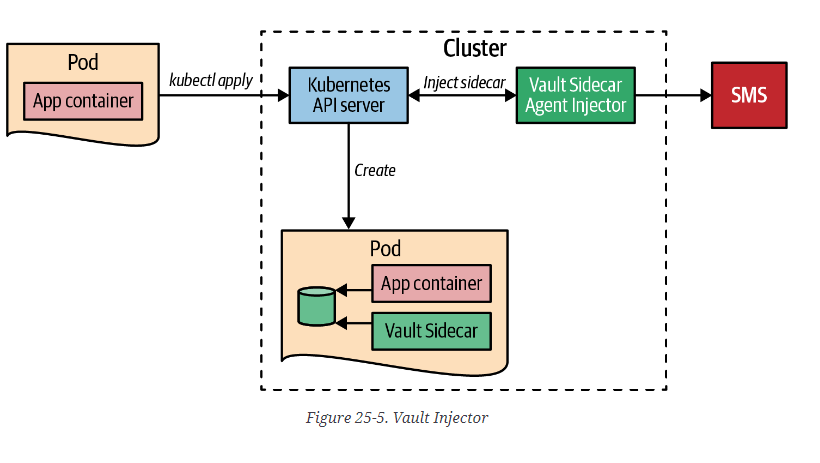 Cluster
Pod
App container
kubectl apply
Kubernetes
API server
Inject sidecar
Vault Sidecar
Agent Injector
SMS
Create
Pod
App container
Vault Sidecar
Figure 25-5. Vault Injector